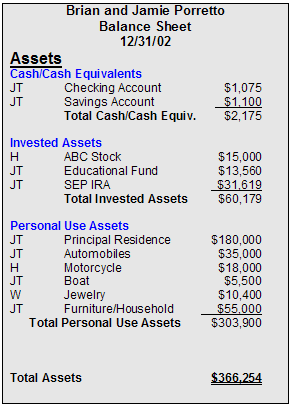 Brian and Jamie Porretto
Balance Sheet
12/31/02
Assets
Cash/Cash Equivalents
JT Checking Account $1,075
JT Savings Account $1,100
Total Cash/Cash Equiv. $2,175
Invested Assets
H ABC Stock $15,000
JT Educational Fund $13,560
JT SEP IRA $31,619
Total Invested Assets $60,179
Personal Use Assets
JT Principal Residence $180,000
JT Automobiles $35,000
H Motorcycle $18,000
JT Boat $5,500
W Jewelry $10,400
JT Furniture/Household $55,000
Total Personal Use Assets $303,900
Total Assets $366,254